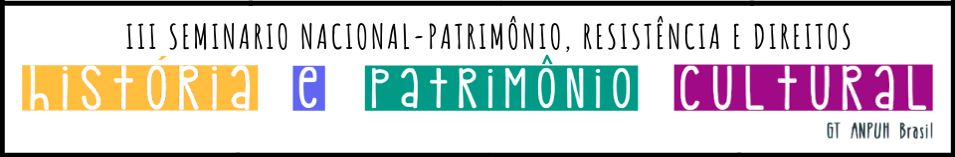 III SEMINARIO NACIONAL-PATRIMÔNIO, RESISTÊNCIA E DIREITOS
hiSTÓRia e PaTRiMÔNiO CULTURaL
GT ANPUH Brasil